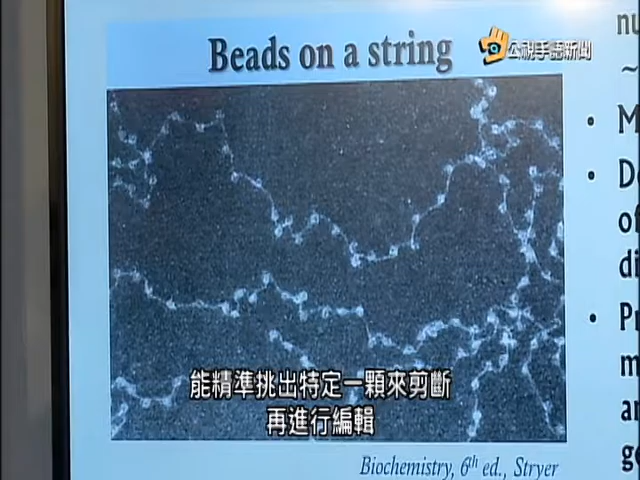 Beads on a string
公視手語新聞
能精準挑出特定一顆來剪斷
再進行編輯
Biochemistry, 6th ed., Stryer